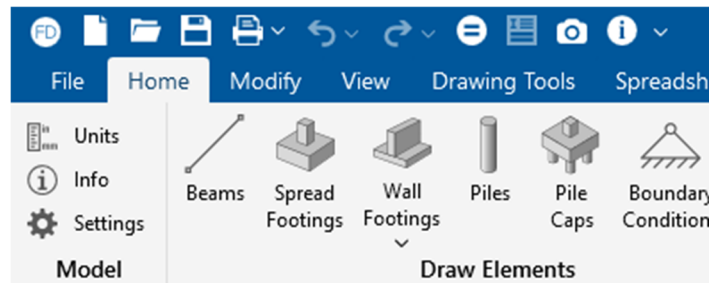 FD
File Home Modify View Drawing Tools Spreadsh
Units
Info
Settings
Beams
Spread
Footings
Wall
Footings
Piles
Pile
Caps
Boundary
Condition
Model
Draw Elements